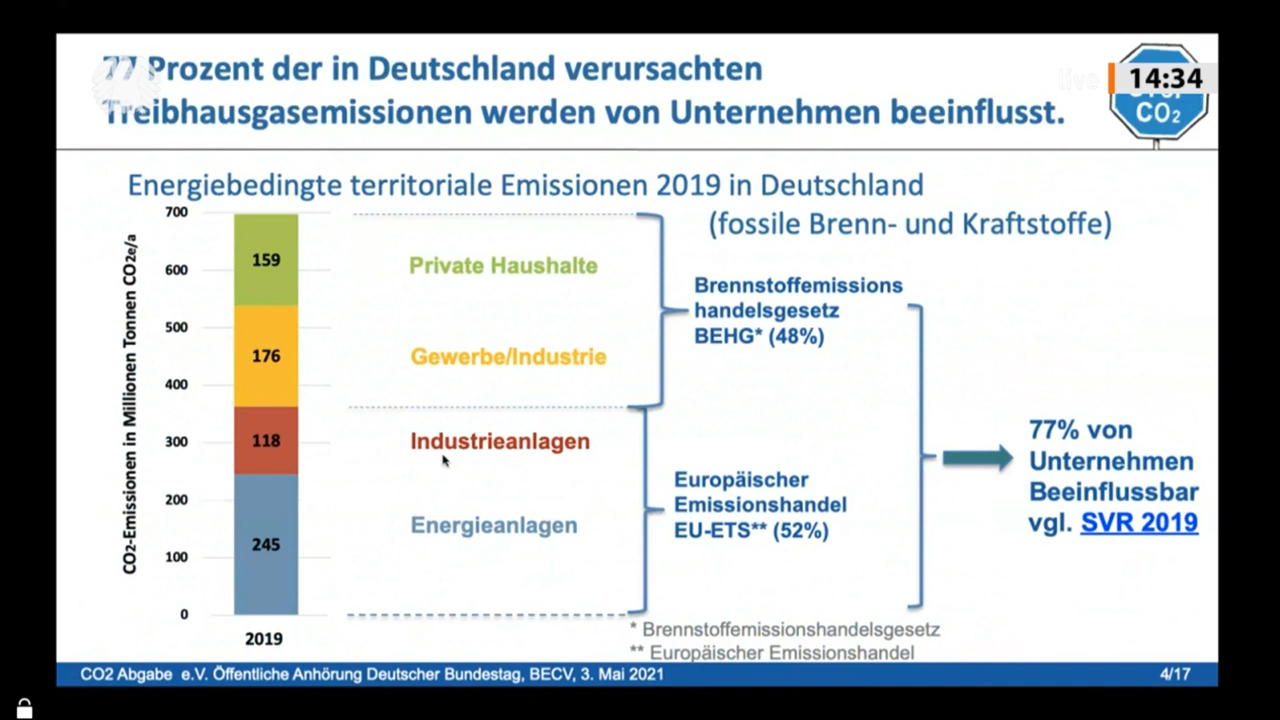 77 Prozent der in Deutschland verursachten
Treibhausgasemissionen werden von Unternehmen beeinflusst.
live
14:34
CO2
Energiebedingte territoriale Emissionen 2019 in Deutschland
(fossile Brenn- und Kraftstoffe)
CO2-Emissionen in Millionen Tonnen CO2e/a
700
600
500
400
300
200
100
0
159
176
118
245
2019
Private Haushalte
Gewerbe/Industrie
Industrieanlagen
Energieanlagen
Brennstoffemissions
handelsgesetz
BEHG* (48%)
Europäischer
Emissionshandel
EU-ETS** (52%)
77% von
Unternehmen
Beeinflussbar
vgl. SVR 2019
* Brennstoffemissionshandelsgesetz
** Europäischer Emissionshandel
CO2 Abgabe e.V. Öffentliche Anhörung Deutscher Bundestag, BECV, 3. Mai 2021
4/17